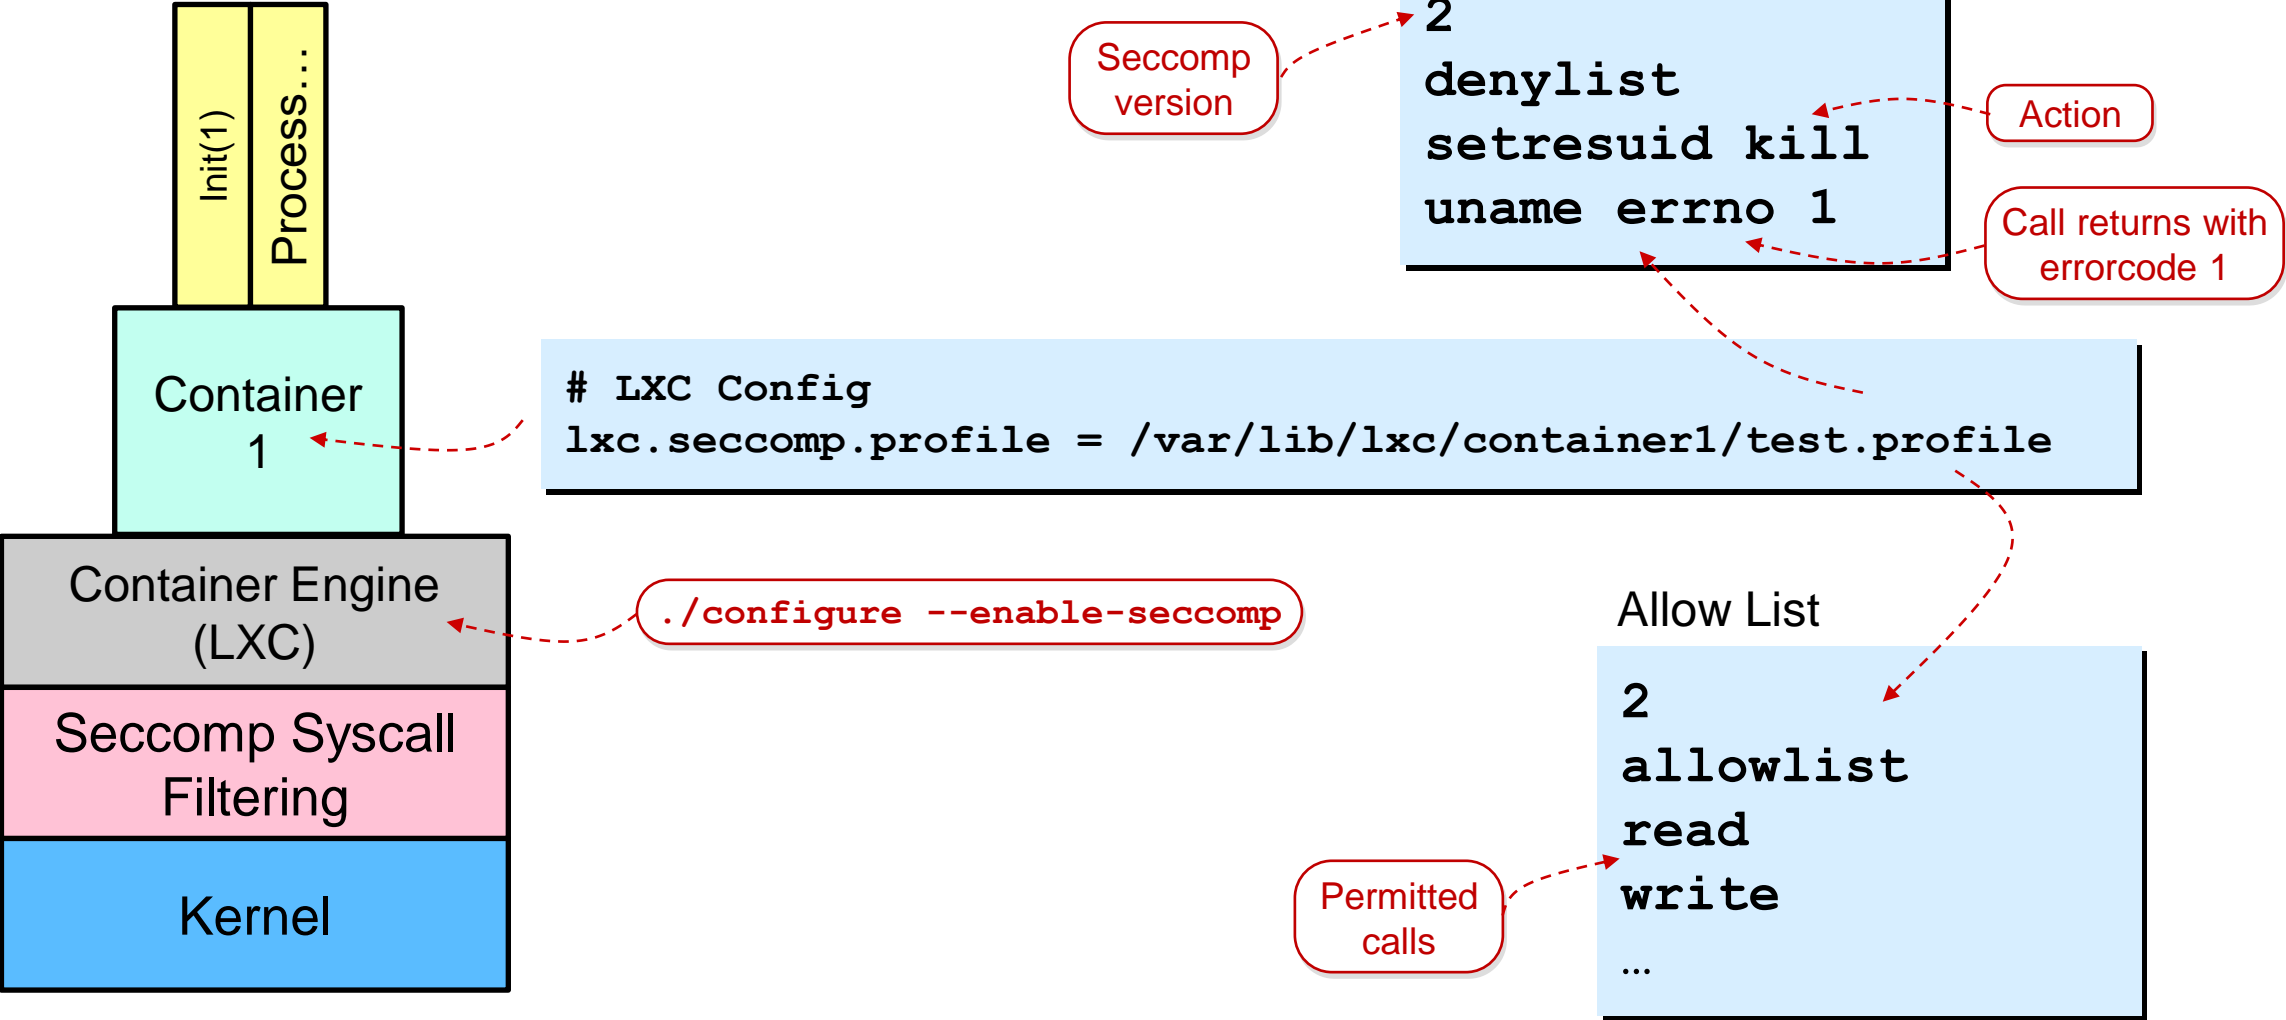 Init(1)
Process...
Container
1
Container Engine
(LXC)
Seccomp Syscall
Filtering
Kernel
Seccomp
version
2
denylist
setresuid kill
uname errno 1
Action
Call returns with
errorcode 1
# LXC Config
lxc.seccomp.profile = /var/lib/lxc/container1/test.profile
./configure --enable-seccomp
Allow List
2
allowlist
read
write
...
Permitted
calls